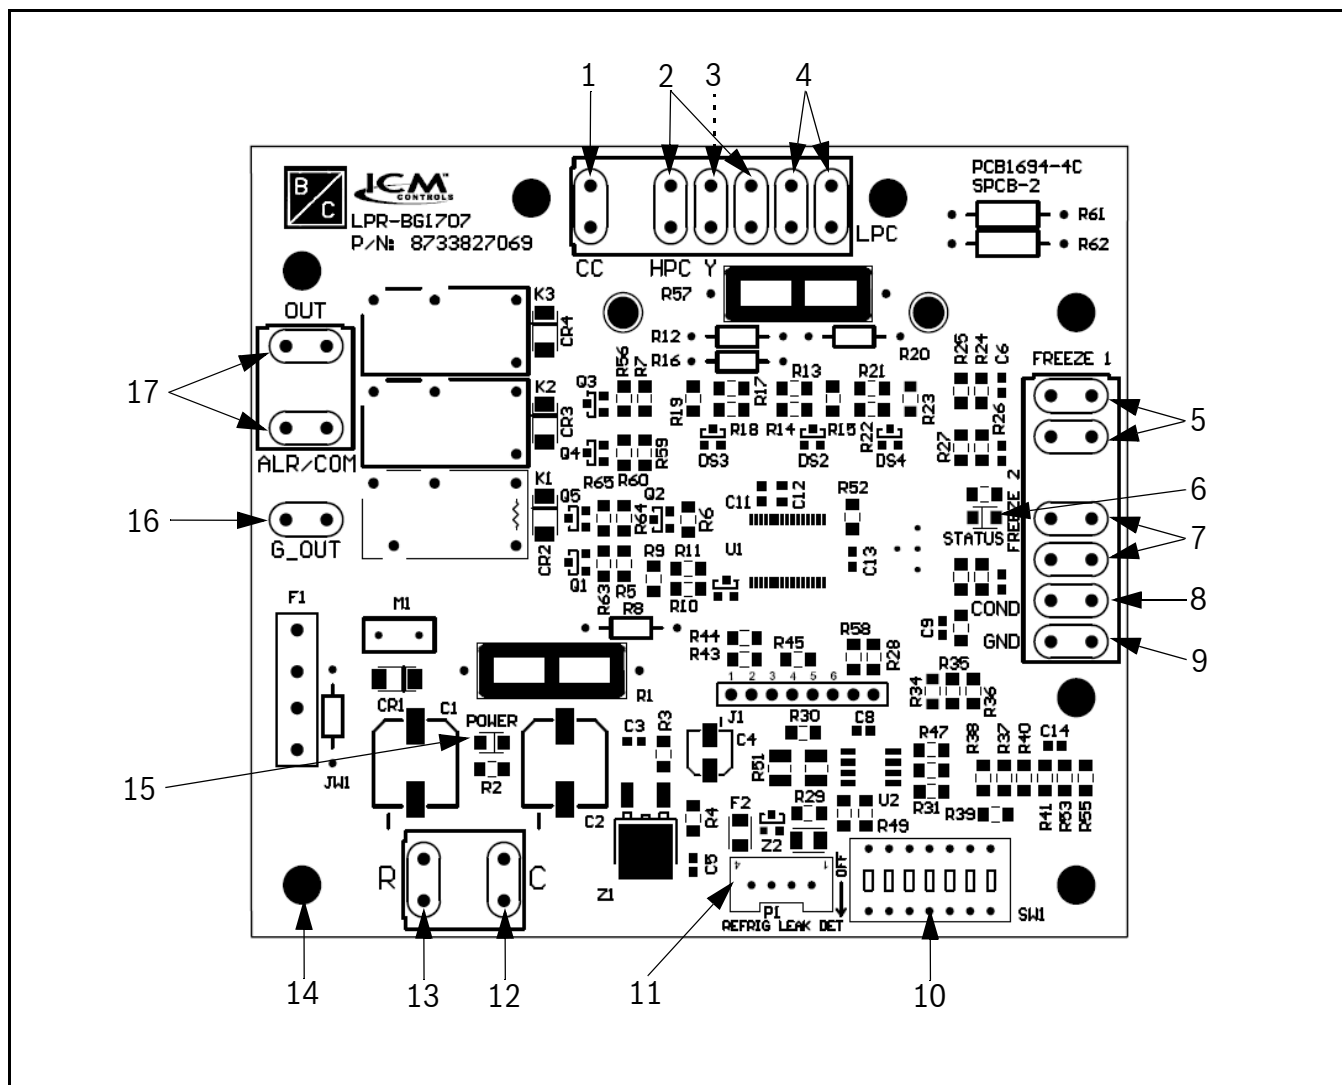 1 2 3 4
B/C ICM™ CONTROLS
LPR-BG1707
P/N: 8733827069
PCB1694-4C
SPCB-2
R61
R62
LPC
CC HPC Y
R57
K3
CR4
OUT
R12
R16
R20
R56 R7
R25 R24 C6
FREEZE 1
17
K2
CR3
Q3
R19
R17
R13
R21
R23
R26
5
R18 R14 R15 R22
R27
Q4
R59
DS3 DS2 DS4
ALR/COM
K1
R65 R60
FREEZE 2
6
Q5
R64
Q2
R6
C11 C12
R52
16
G_OUT
CR2
STATUS
7
U1
C13
R9 R11
Q1
R63 R5
R10
F1
M1
R8
COND
8
C9
GND
9
R44
R43
R45
R58
R28
R35
R34
R36
1 2 3 4 5 6
CR1
C1
R1
J1
POWER
C3
R3
C4
R30
C8
R47
R38 R37 R40 C14
JW1
15
R2
R51
R31
C2
R4
F2
R29
U2
R49
R39
R41 R53 R55
Z2
R C
Z1
C5
4 1
OFF
P1
SW1
REFRIG LEAK DET
14 13 12 11 10